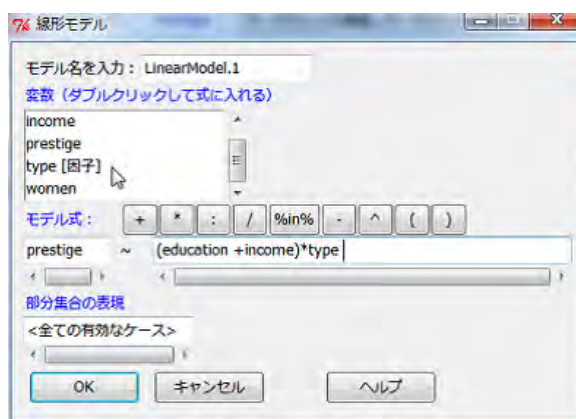 線形モデル
モデル名を入力： LinearModel.1
変数（ダブルクリックして式に入れる）
income
prestige
type [因子]
women
モデル式： + * : / %in% - ^ ( )
prestige ~ (education +income)*type
部分集合の表現
<全ての有効なケース>
OK キャンセル ヘルプ